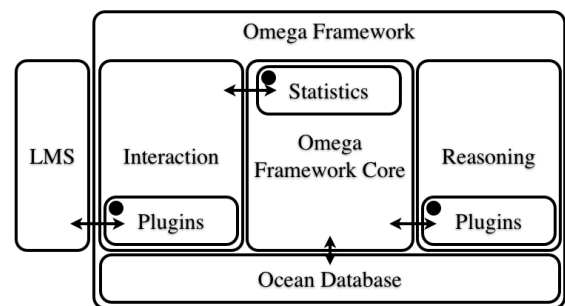 Omega Framework
Statistics
LMS
Interaction
Omega
Framework Core
Reasoning
Plugins
Plugins
Ocean Database